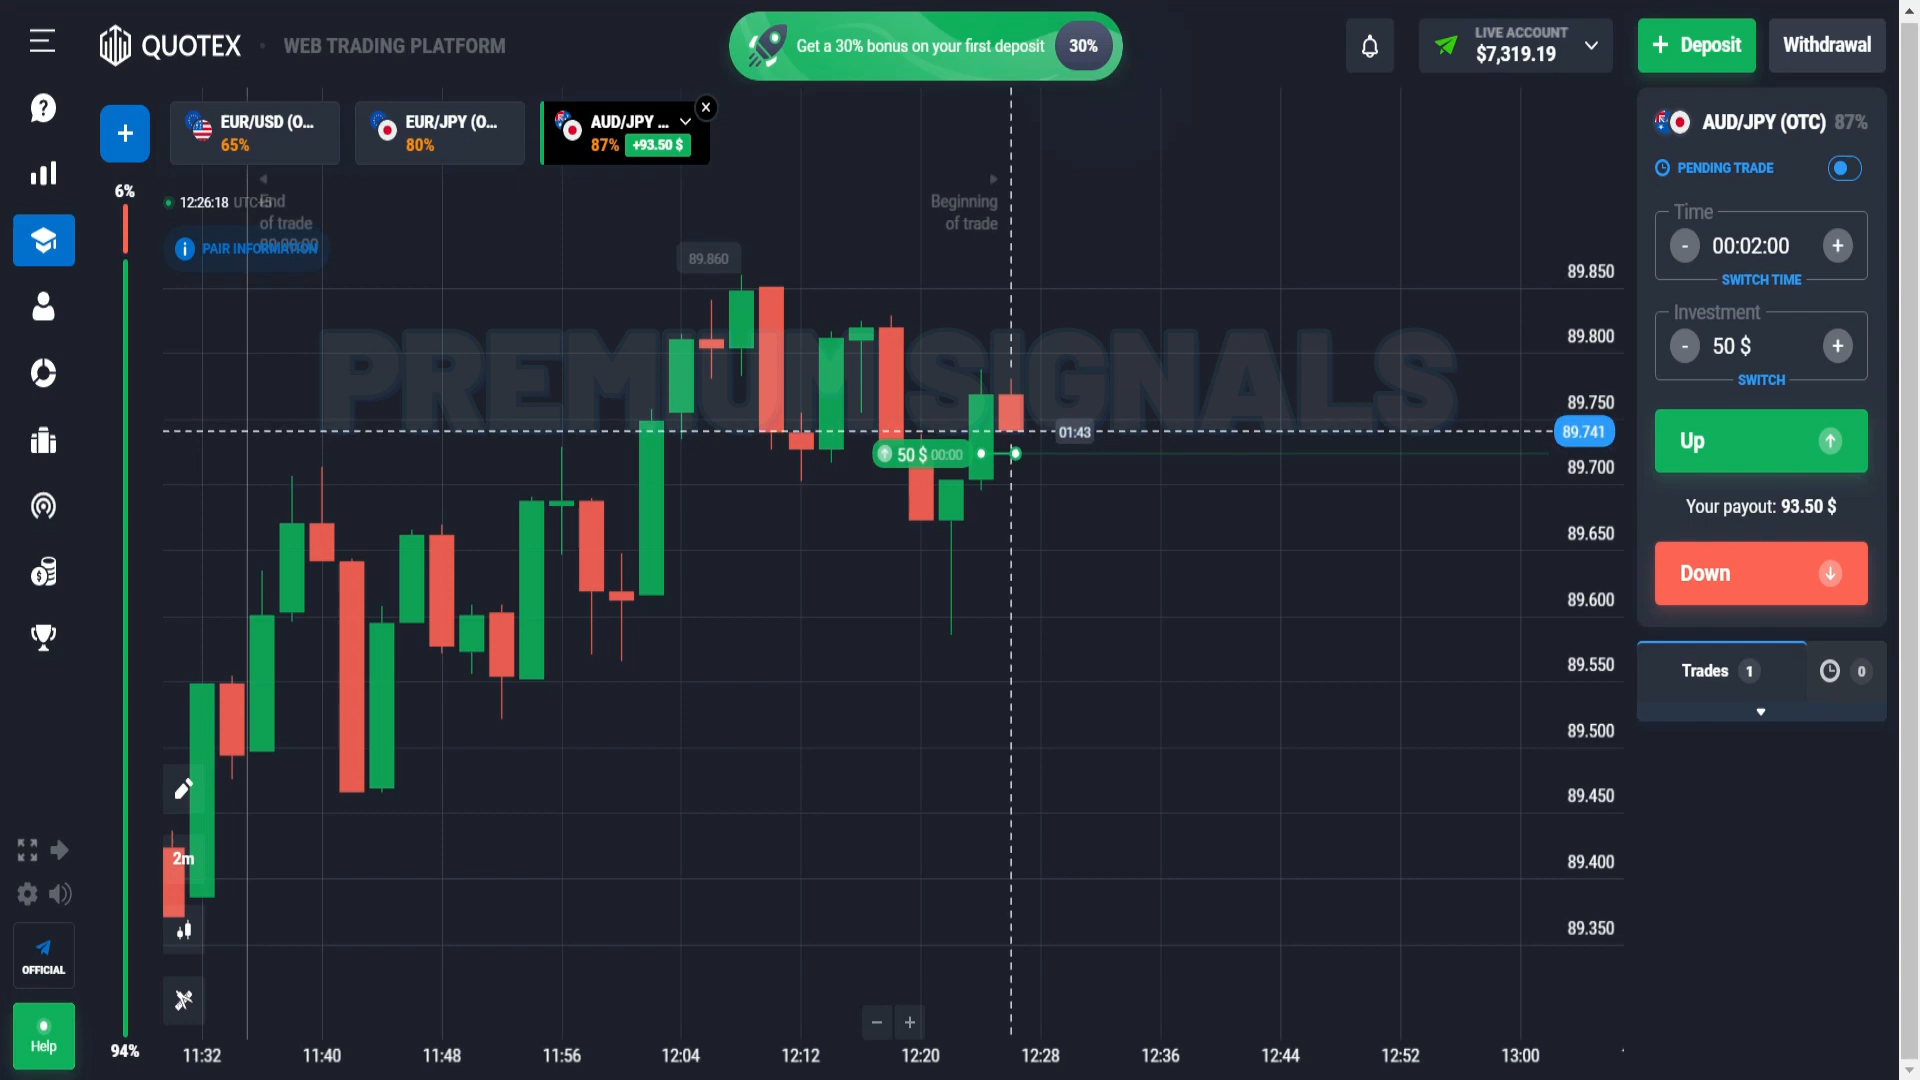 QUOTEX
WEB TRADING PLATFORM
Get a 30% bonus on your first deposit
30%
LIVE ACCOUNT
$7,319.19
+ Deposit
Withdrawal
EUR/USD (O...
65%
EUR/JPY (O...
80%
AUD/JPY ...
87%
+93.50 $
6%
12:26:18 UTC+5
End
of trade
00:00:00
PAIR INFORMATION
Beginning
of trade
89.860
PREMIUM SIGNALS
89.850
89.800
89.750
01:43
89.741
50 $ 00:00
89.700
89.650
89.600
89.550
89.500
89.450
89.400
89.350
2m
94%
11:32
11:40
11:48
11:56
12:04
12:12
12:20
12:28
12:36
12:44
12:52
13:00
OFFICIAL
Help
AUD/JPY (OTC) 87%
PENDING TRADE
Time
- 00:02:00 +
SWITCH TIME
Investment
- 50 $ +
SWITCH
Up
Your payout: 93.50 $
Down
Trades 1
0